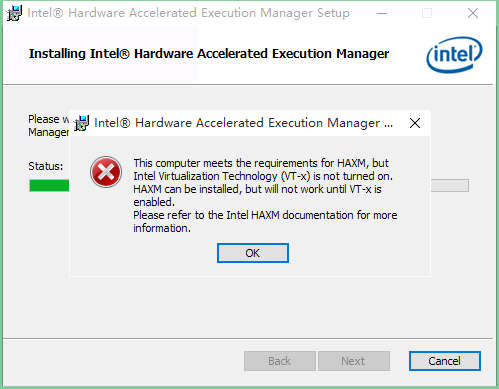 Intel® Hardware Accelerated Execution Manager Setup
Installing Intel® Hardware Accelerated Execution Manager
intel
Please w
Manager
Intel® Hardware Accelerated Execution Manager ...
Status:
This computer meets the requirements for HAXM, but
Intel Virtualization Technology (VT-x) is not turned on.
HAXM can be installed, but will not work until VT-x is
enabled.
Please refer to the Intel HAXM documentation for more
information.
OK
Back
Next
Cancel